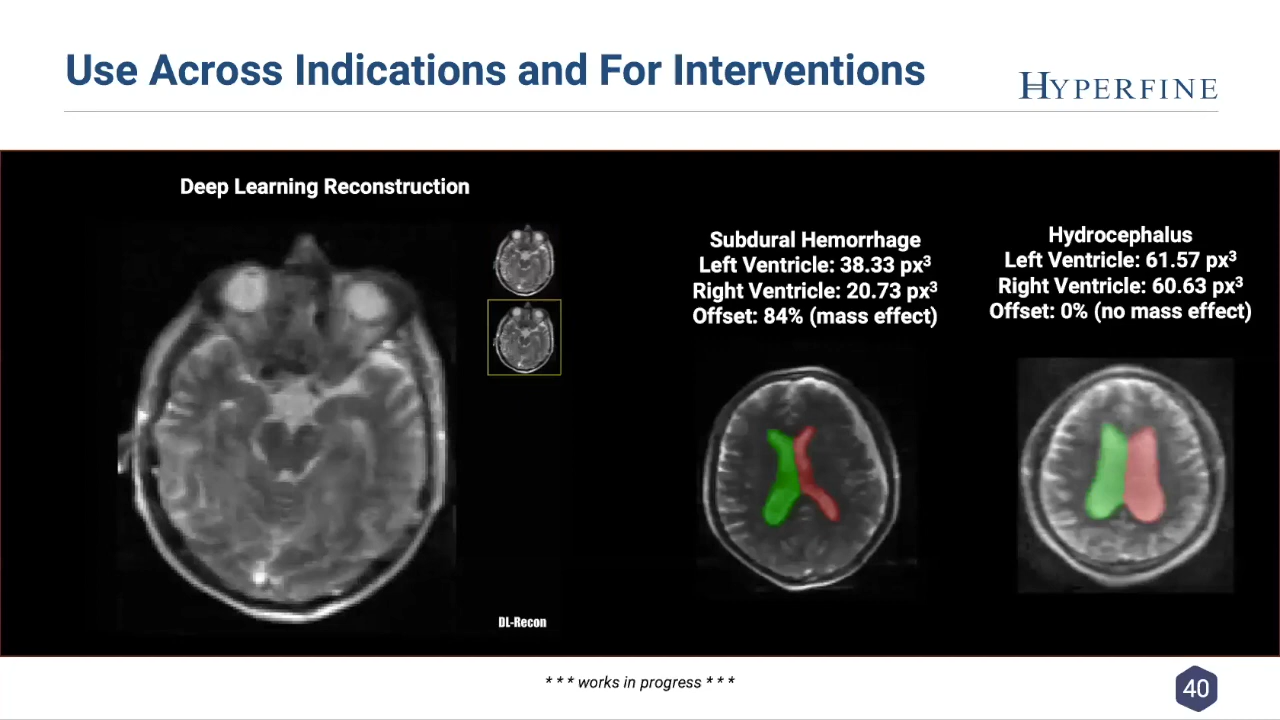 Use Across Indications and For Interventions
HYPERFINE
Deep Learning Reconstruction
Subdural Hemorrhage
Left Ventricle: 38.33 px³
Right Ventricle: 20.73 px³
Offset: 84% (mass effect)
Hydrocephalus
Left Ventricle: 61.57 px³
Right Ventricle: 60.63 px³
Offset: 0% (no mass effect)
DL-Recon
* * * works in progress * * *
40